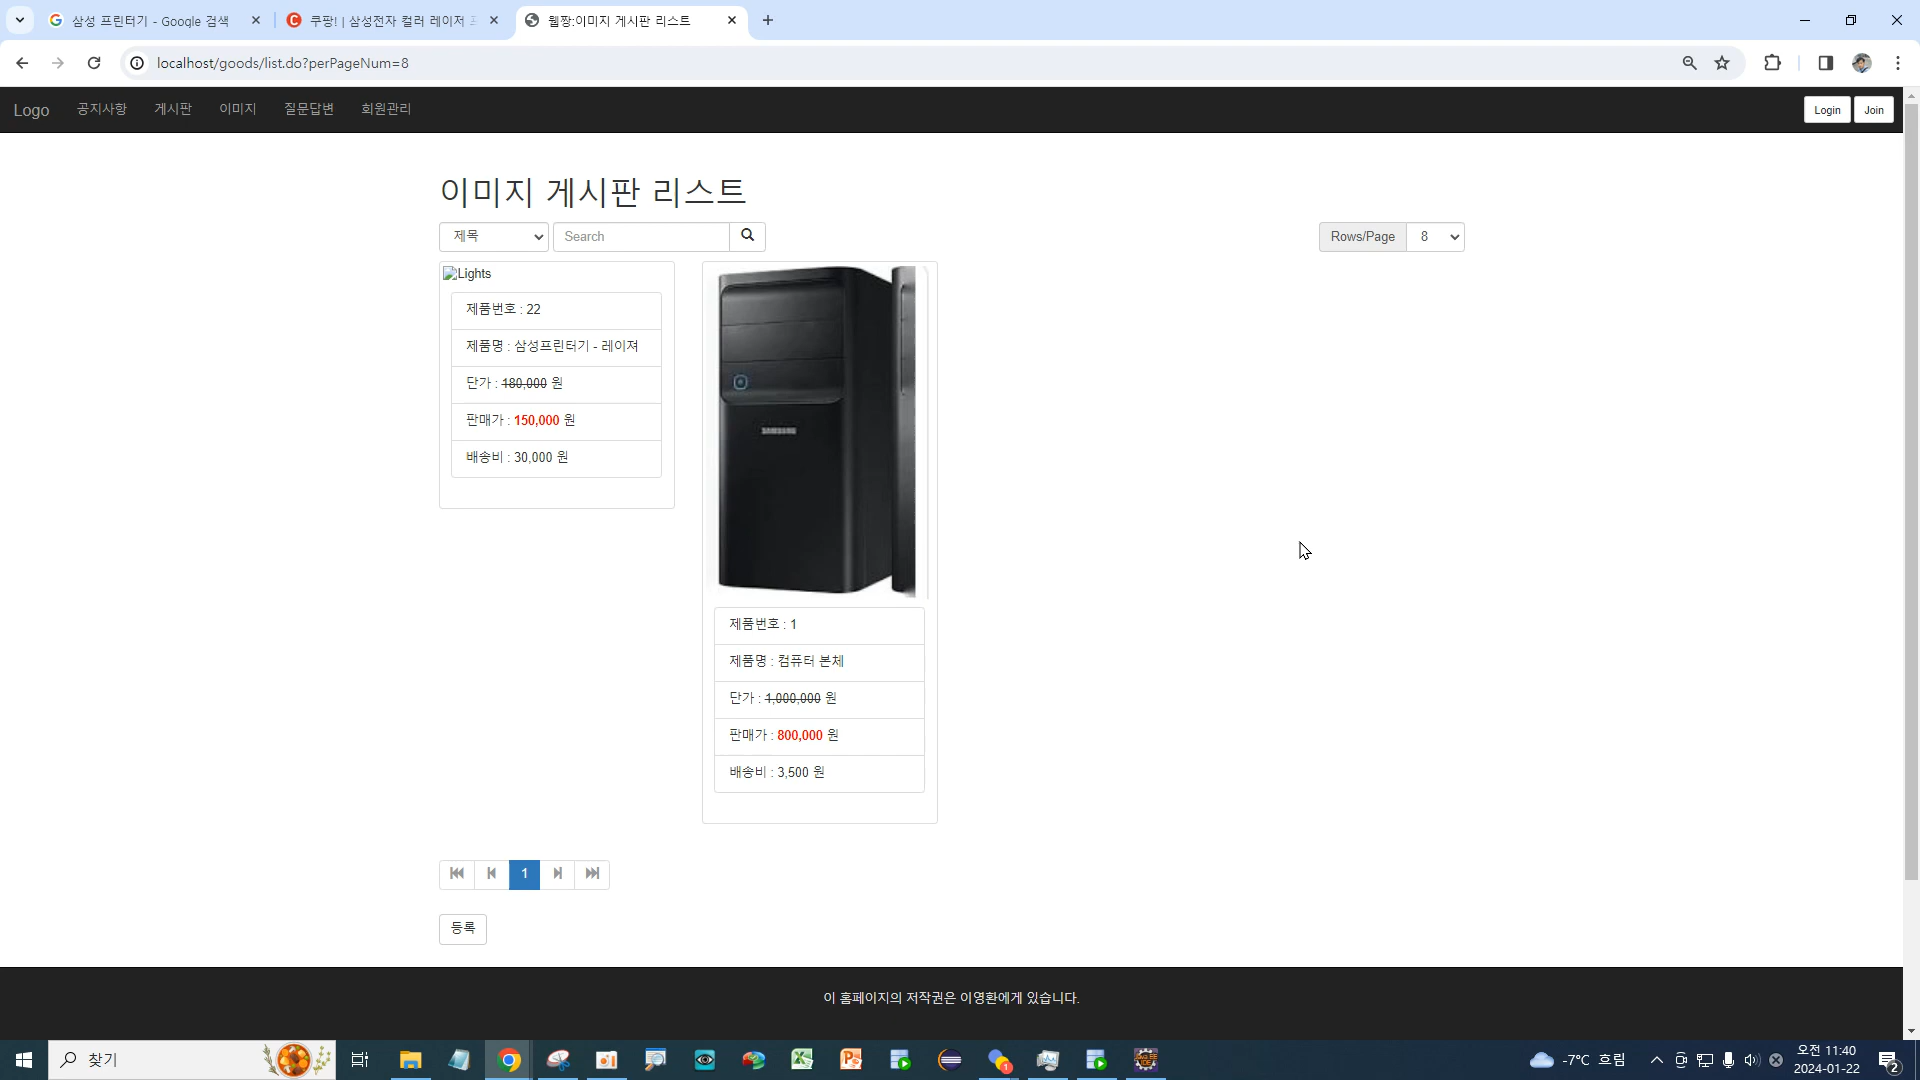 삼성 프린터기 - Google 검색
쿠팡! | 삼성전자 컬러 레이저 프
웹짱:이미지 게시판 리스트
localhost/goods/list.do?perPageNum=8
Logo 공지사항 게시판 이미지 질문답변 회원관리 Login Join
이미지 게시판 리스트
제목 Search Rows/Page 8
Lights
제품번호 : 22
제품명 : 삼성프린터기 - 레이져
단가 : 180,000 원
판매가 : 150,000 원
배송비 : 30,000 원
SAMSUNG
제품번호 : 1
제품명 : 컴퓨터 본체
단가 : 1,000,000 원
판매가 : 800,000 원
배송비 : 3,500 원
1
등록
이 홈페이지의 저작권은 이영환에게 있습니다.
찾기
-7°C 흐림
오전 11:40
2024-01-22
2